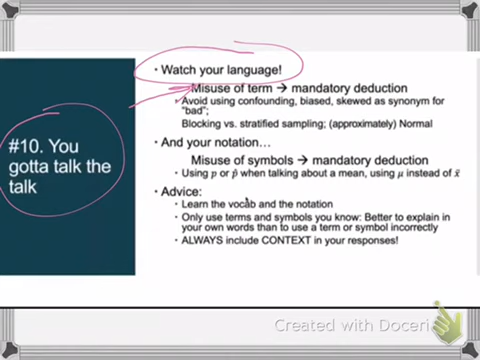 #10. You
gotta talk the
talk
• Watch your language!
Misuse of term → mandatory deduction
• Avoid using confounding, biased, skewed as synonym for
"bad";
Blocking vs. stratified sampling; (approximately) Normal
• And your notation…
Misuse of symbols → mandatory deduction
• Using p or p̂ when talking about a mean, using μ instead of x̄
• Advice:
• Learn the vocab and the notation
• Only use terms and symbols you know: Better to explain in
your own words than to use a term or symbol incorrectly
• ALWAYS include CONTEXT in your responses!
Created with Doceri